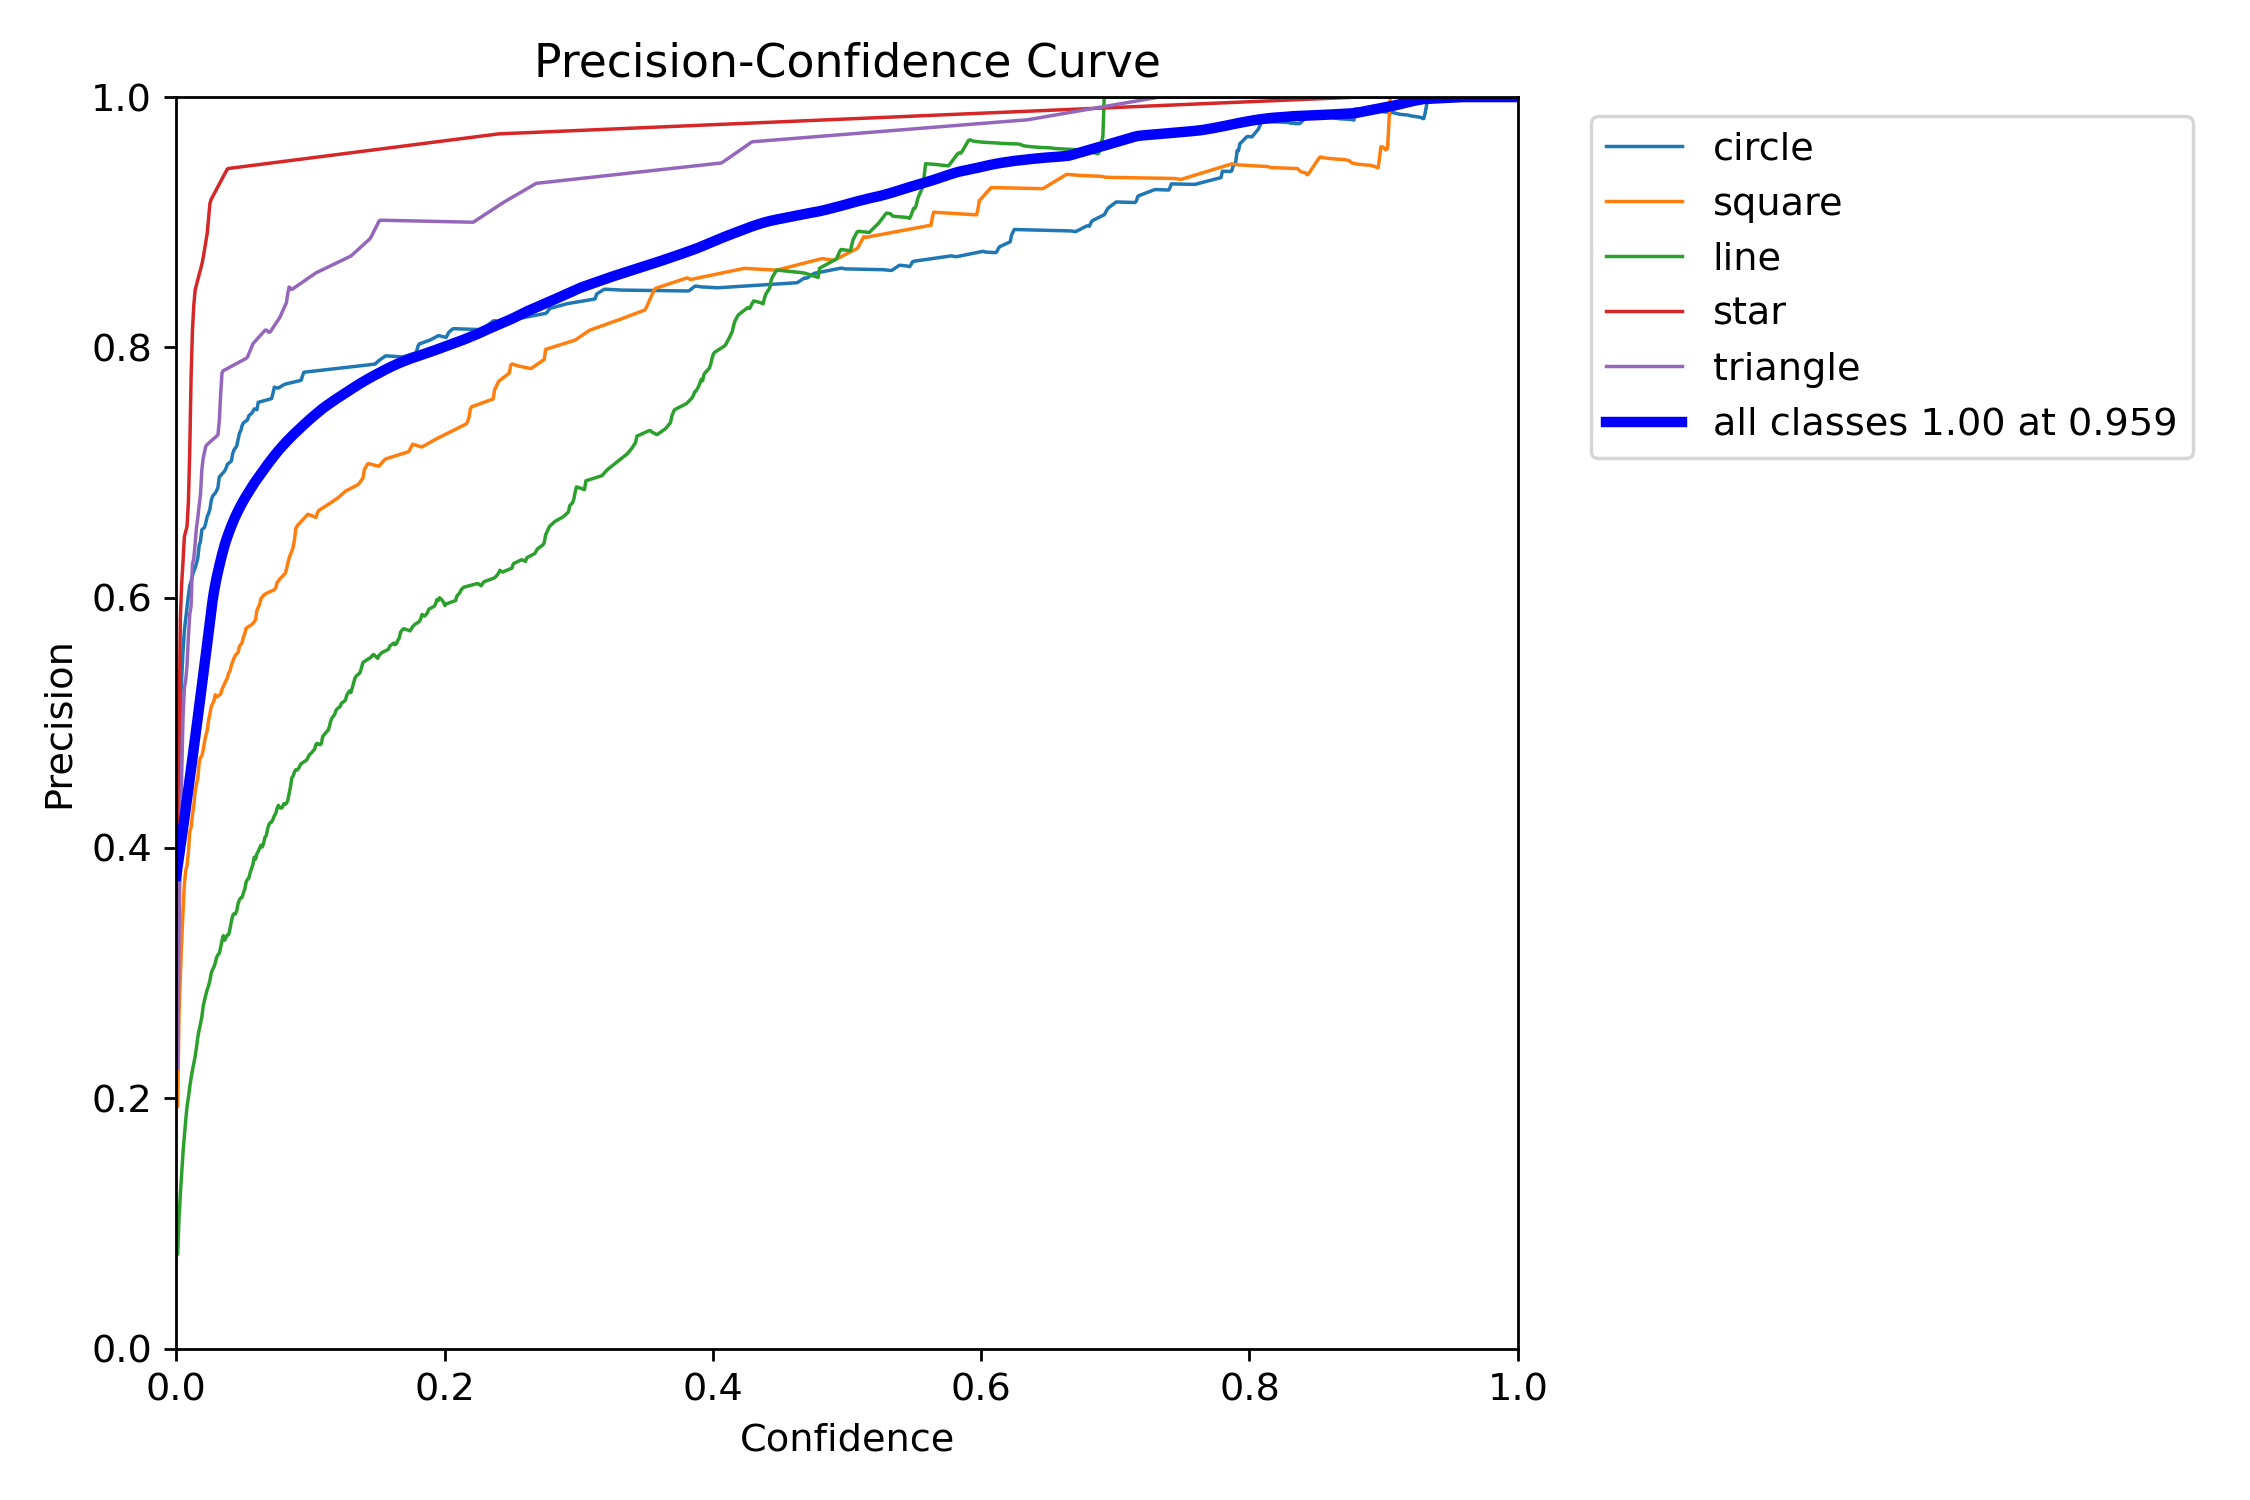 Precision-Confidence Curve
1.0
0.8
0.6
0.4
0.2
0.0
Precision
0.0 0.2 0.4 0.6 0.8 1.0
Confidence
circle
square
line
star
triangle
all classes 1.00 at 0.959